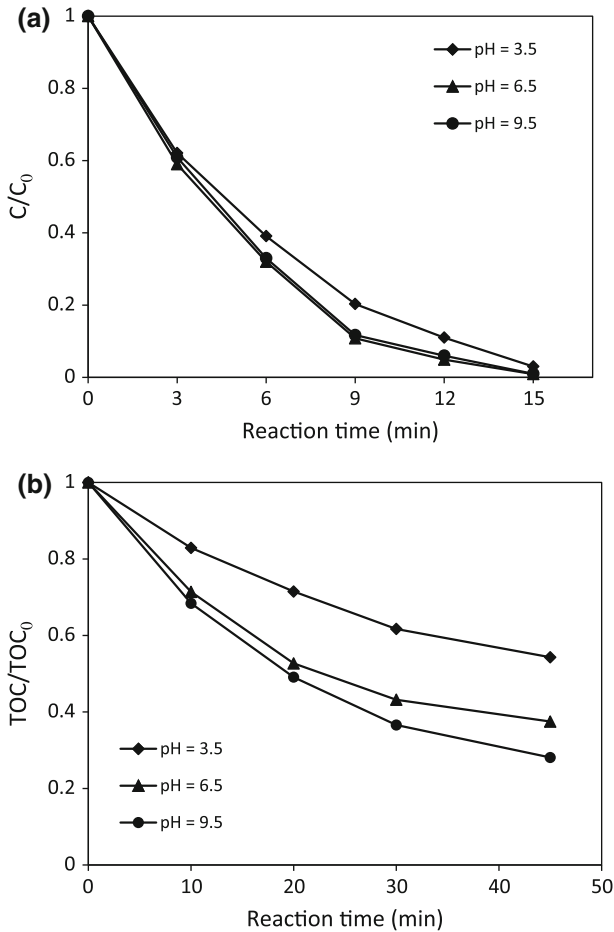 (a)
1
0.8
0.6
0.4
0.2
0
C/C0
pH = 3.5
pH = 6.5
pH = 9.5
0 3 6 9 12 15
Reaction time (min)
(b)
1
0.8
0.6
0.4
0.2
0
TOC/TOC0
pH = 3.5
pH = 6.5
pH = 9.5
0 10 20 30 40 50
Reaction time (min)